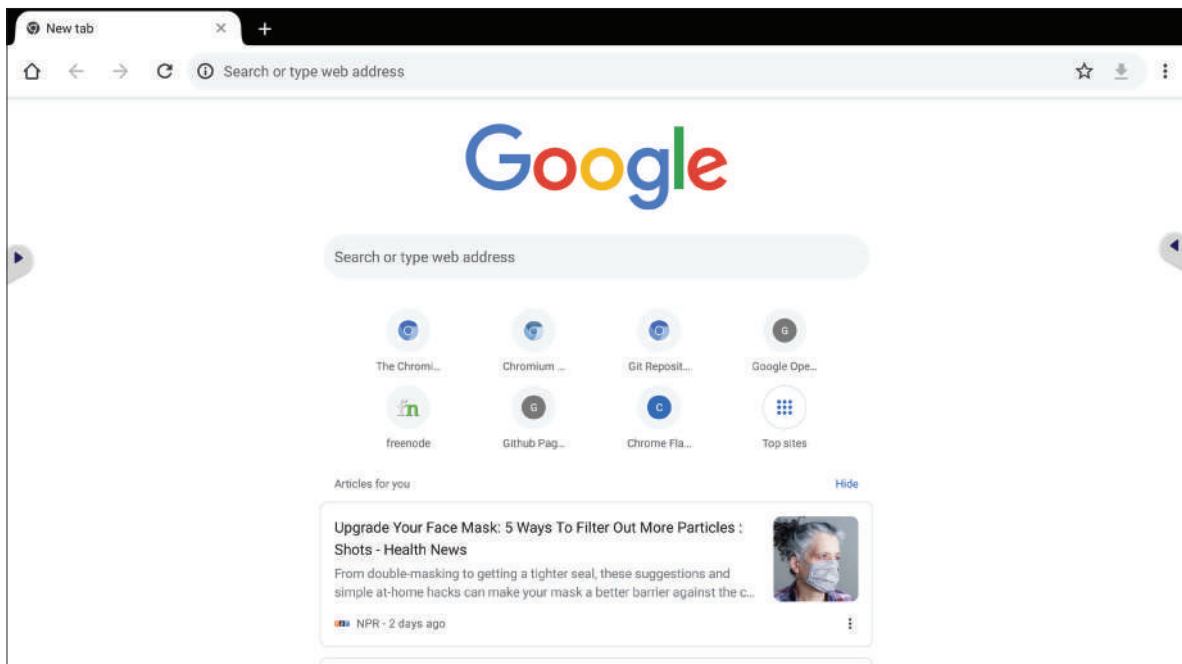 New tab
Search or type web address
Google
Search or type web address
The Chromi...
Chromium ...
Git Reposit...
G
Google Ope...
fn
freenode
G
Github Pag...
C
Chrome Fla...
Top sites
Articles for you
Hide
Upgrade Your Face Mask: 5 Ways To Filter Out More Particles :
Shots - Health News
From double-masking to getting a tighter seal, these suggestions and
simple at-home hacks can make your mask a better barrier against the c...
NPR - 2 days ago